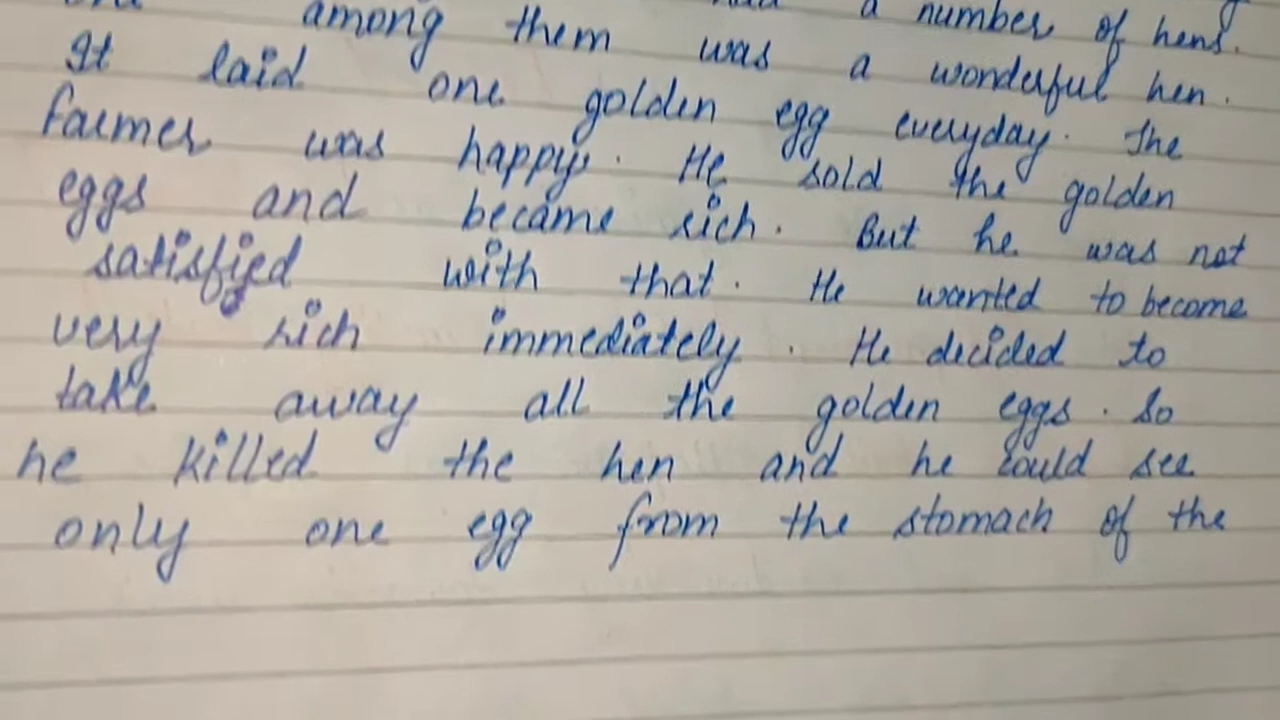 a number of hens.
among them was a wonderful hen.
It laid one golden egg everyday. The
farmer was happy. He sold the golden
eggs and became rich. But he was not
satisfied with that. He wanted to become
very rich immediately. He decided to
take away all the golden eggs. So
he killed the hen and he could see
only one egg from the stomach of the